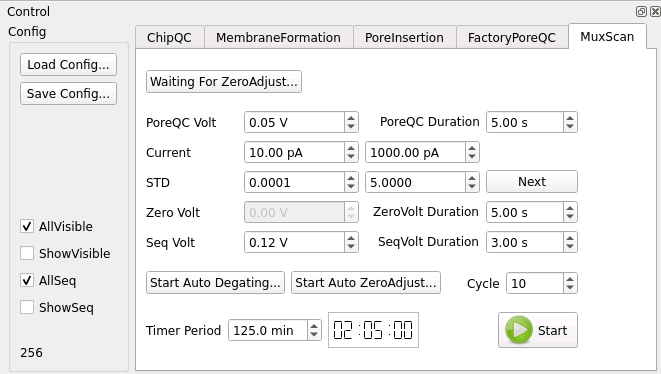 Control
Config
ChipQC MembraneFormation PoreInsertion FactoryPoreQC MuxScan
Load Config...
Save Config...
Waiting For ZeroAdjust...
PoreQC Volt 0.05 V PoreQC Duration 5.00 s
Current 10.00 pA 1000.00 pA
STD 0.0001 5.0000 Next
Zero Volt 0.00 V ZeroVolt Duration 5.00 s
Seq Volt 0.12 V SeqVolt Duration 3.00 s
AllVisible
ShowVisible
AllSeq
ShowSeq
Start Auto Degating... Start Auto ZeroAdjust... Cycle 10
Timer Period 125.0 min 02:05:00 Start
256